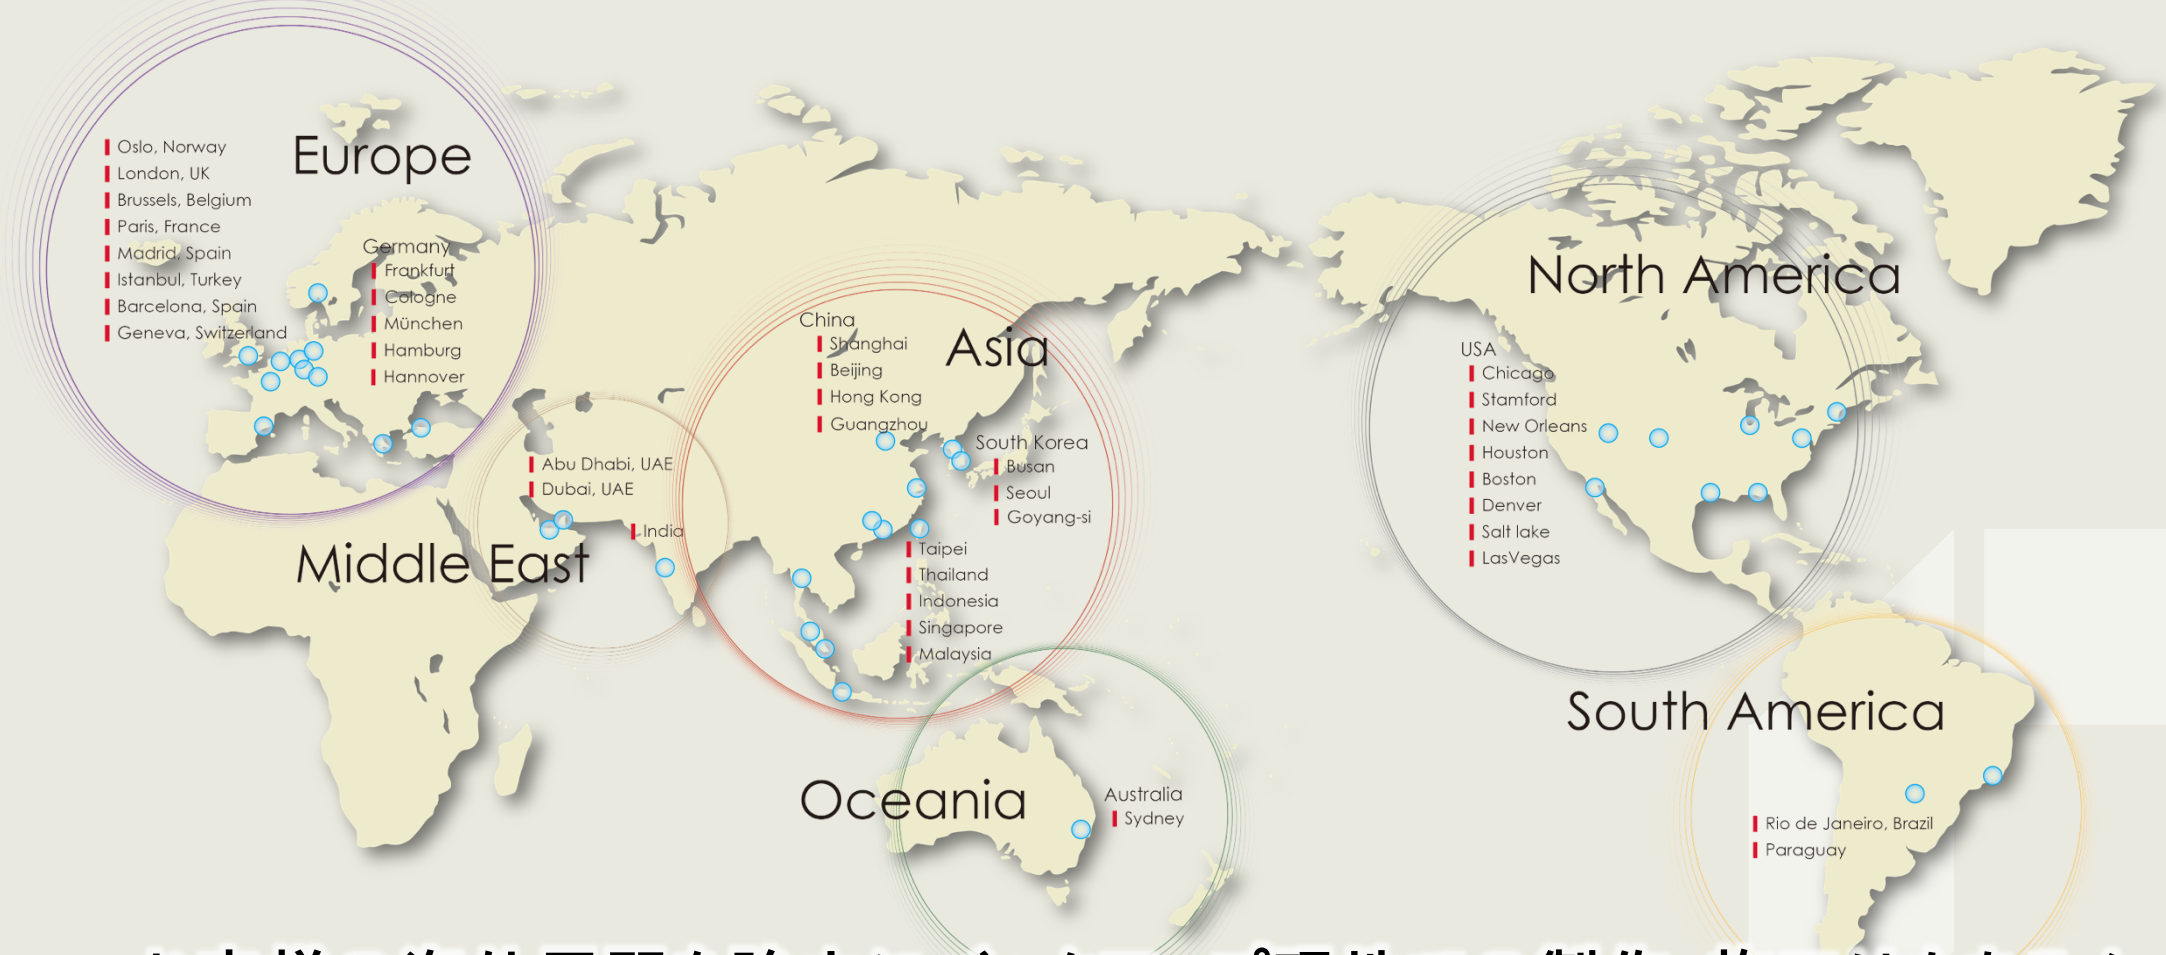 Europe
Oslo, Norway
London, UK
Brussels, Belgium
Paris, France
Madrid, Spain
Istanbul, Turkey
Barcelona, Spain
Geneva, Switzerland
Germany
Frankfurt
Cologne
München
Hamburg
Hannover
Middle East
Abu Dhabi, UAE
Dubai, UAE
India
Asia
China
Shanghai
Beijing
Hong Kong
Guangzhou
South Korea
Busan
Seoul
Goyang-si
Taipei
Thailand
Indonesia
Singapore
Malaysia
Oceania
Australia
Sydney
North America
USA
Chicago
Stamford
New Orleans
Houston
Boston
Denver
Salt lake
LasVegas
South America
Rio de Janeiro, Brazil
Paraguay